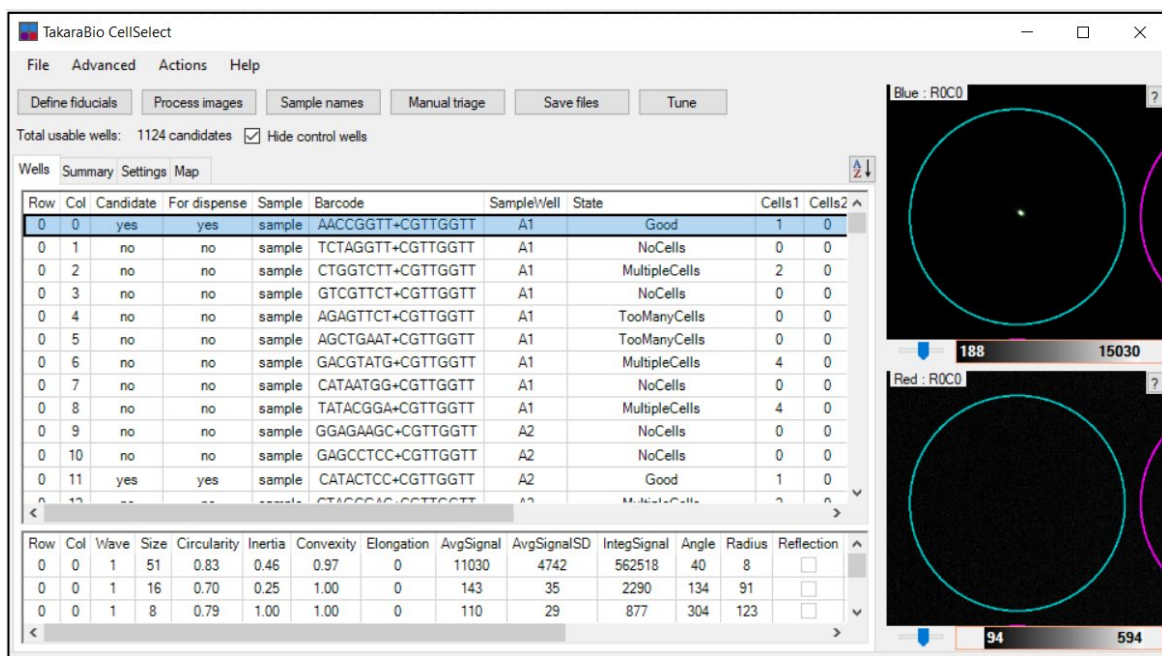 TakaraBio CellSelect
File Advanced Actions Help
Define fiducials Process images Sample names Manual triage Save files Tune
Total usable wells: 1124 candidates Hide control wells
Wells Summary Settings Map
Row Col Candidate For dispense Sample Barcode SampleWell State Cells1 Cells2
0 0 yes yes sample AACCGGTT+CGTTGGTT A1 Good 1 0
0 1 no no sample TCTAGGTT+CGTTGGTT A1 NoCells 0 0
0 2 no no sample CTGGTCTT+CGTTGGTT A1 MultipleCells 2 0
0 3 no no sample GTCGTTCT+CGTTGGTT A1 NoCells 0 0
0 4 no no sample AGAGTTCT+CGTTGGTT A1 TooManyCells 0 0
0 5 no no sample AGCTGAAT+CGTTGGTT A1 TooManyCells 0 0
0 6 no no sample GACGTATG+CGTTGGTT A1 MultipleCells 4 0
0 7 no no sample CATAATGG+CGTTGGTT A1 NoCells 0 0
0 8 no no sample TATACGGA+CGTTGGTT A1 MultipleCells 4 0
0 9 no no sample GGAGAAGC+CGTTGGTT A2 NoCells 0 0
0 10 no no sample GAGCCTCC+CGTTGGTT A2 NoCells 0 0
0 11 yes yes sample CATACTCC+CGTTGGTT A2 Good 1 0
Row Col Wave Size Circularity Inertia Convexity Elongation AvgSignal AvgSignalSD IntegSignal Angle Radius Reflection
0 0 1 51 0.83 0.46 0.97 0 11030 4742 562518 40 8
0 0 1 16 0.70 0.25 1.00 0 143 35 2290 134 91
0 0 1 8 0.79 1.00 1.00 0 110 29 877 304 123
Blue : R0C0 ?
188 15030
Red : R0C0 ?
94 594